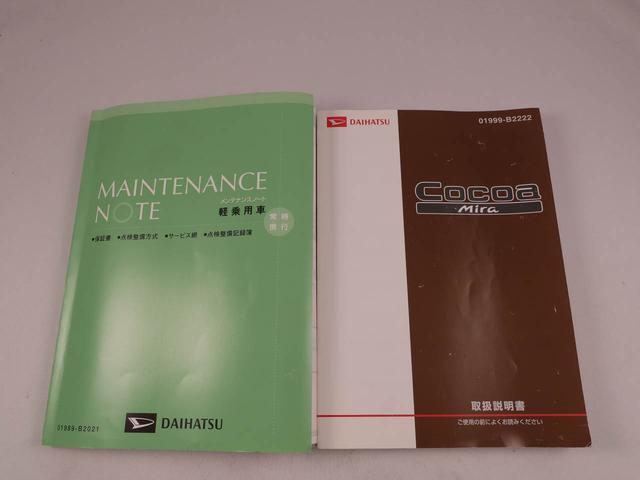 MAINTENANCE
NOTE
メンテナンスノート
軽乗用車
常時
携行
●保証書 ●点検整備方式 ●サービス網 ●点検整備記録簿
01989-B2021
DAIHATSU
DAIHATSU
01999-B2222
Cocoa
Mira
取扱説明書
ご使用の前によくお読みください